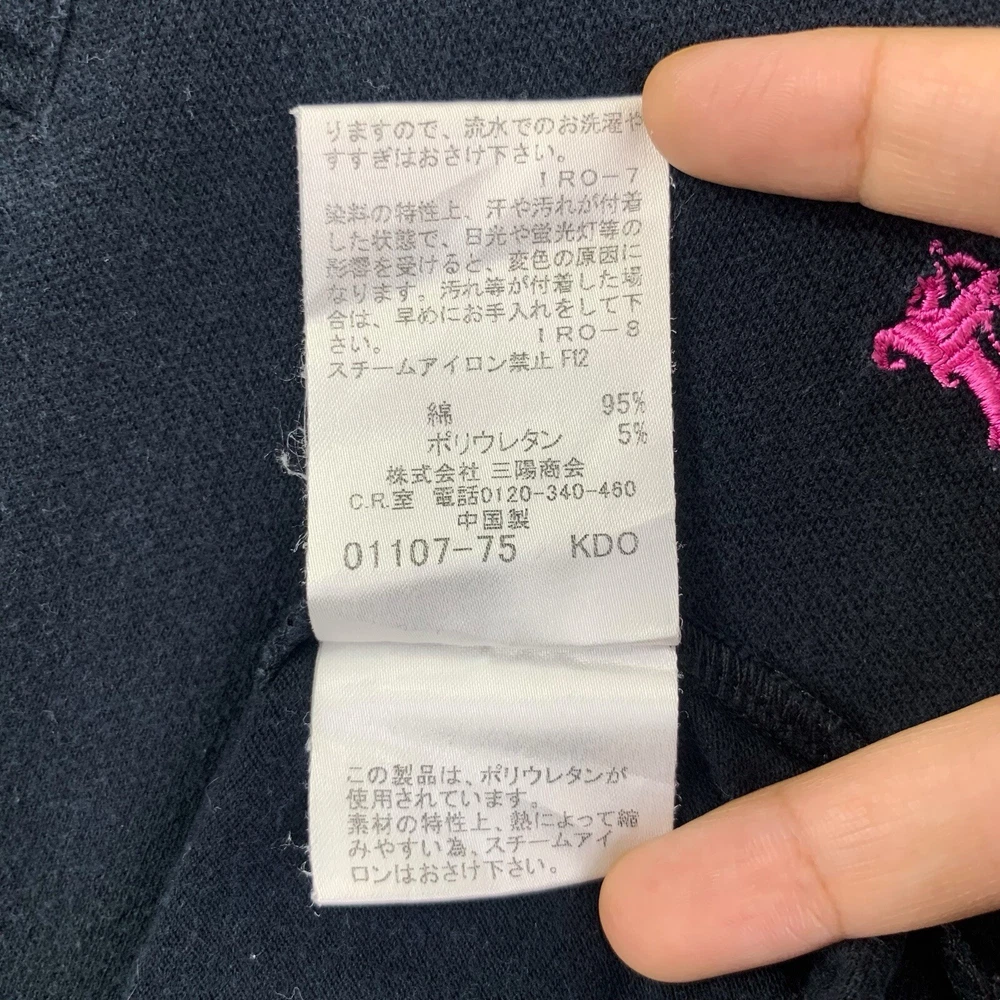 りますので、流水でのお洗濯や
すすぎはおさけ下さい。
IRO-7
染料の特性上、汗や汚れが付着
した状態で、日光や蛍光灯等の
影響を受けると、変色の原因に
なります。汚れ等が付着した場
合は、早めにお手入れをして下
さい。 IRO-8
スチームアイロン禁止 F12
綿 95%
ポリウレタン 5%
株式会社 三陽商会
C.R.室 電話0120-340-460
中国製
01107-75 KDO
この製品は、ポリウレタンが
使用されています。
素材の特性上、熱によって縮
みやすい為、スチームアイ
ロンはおさけ下さい。